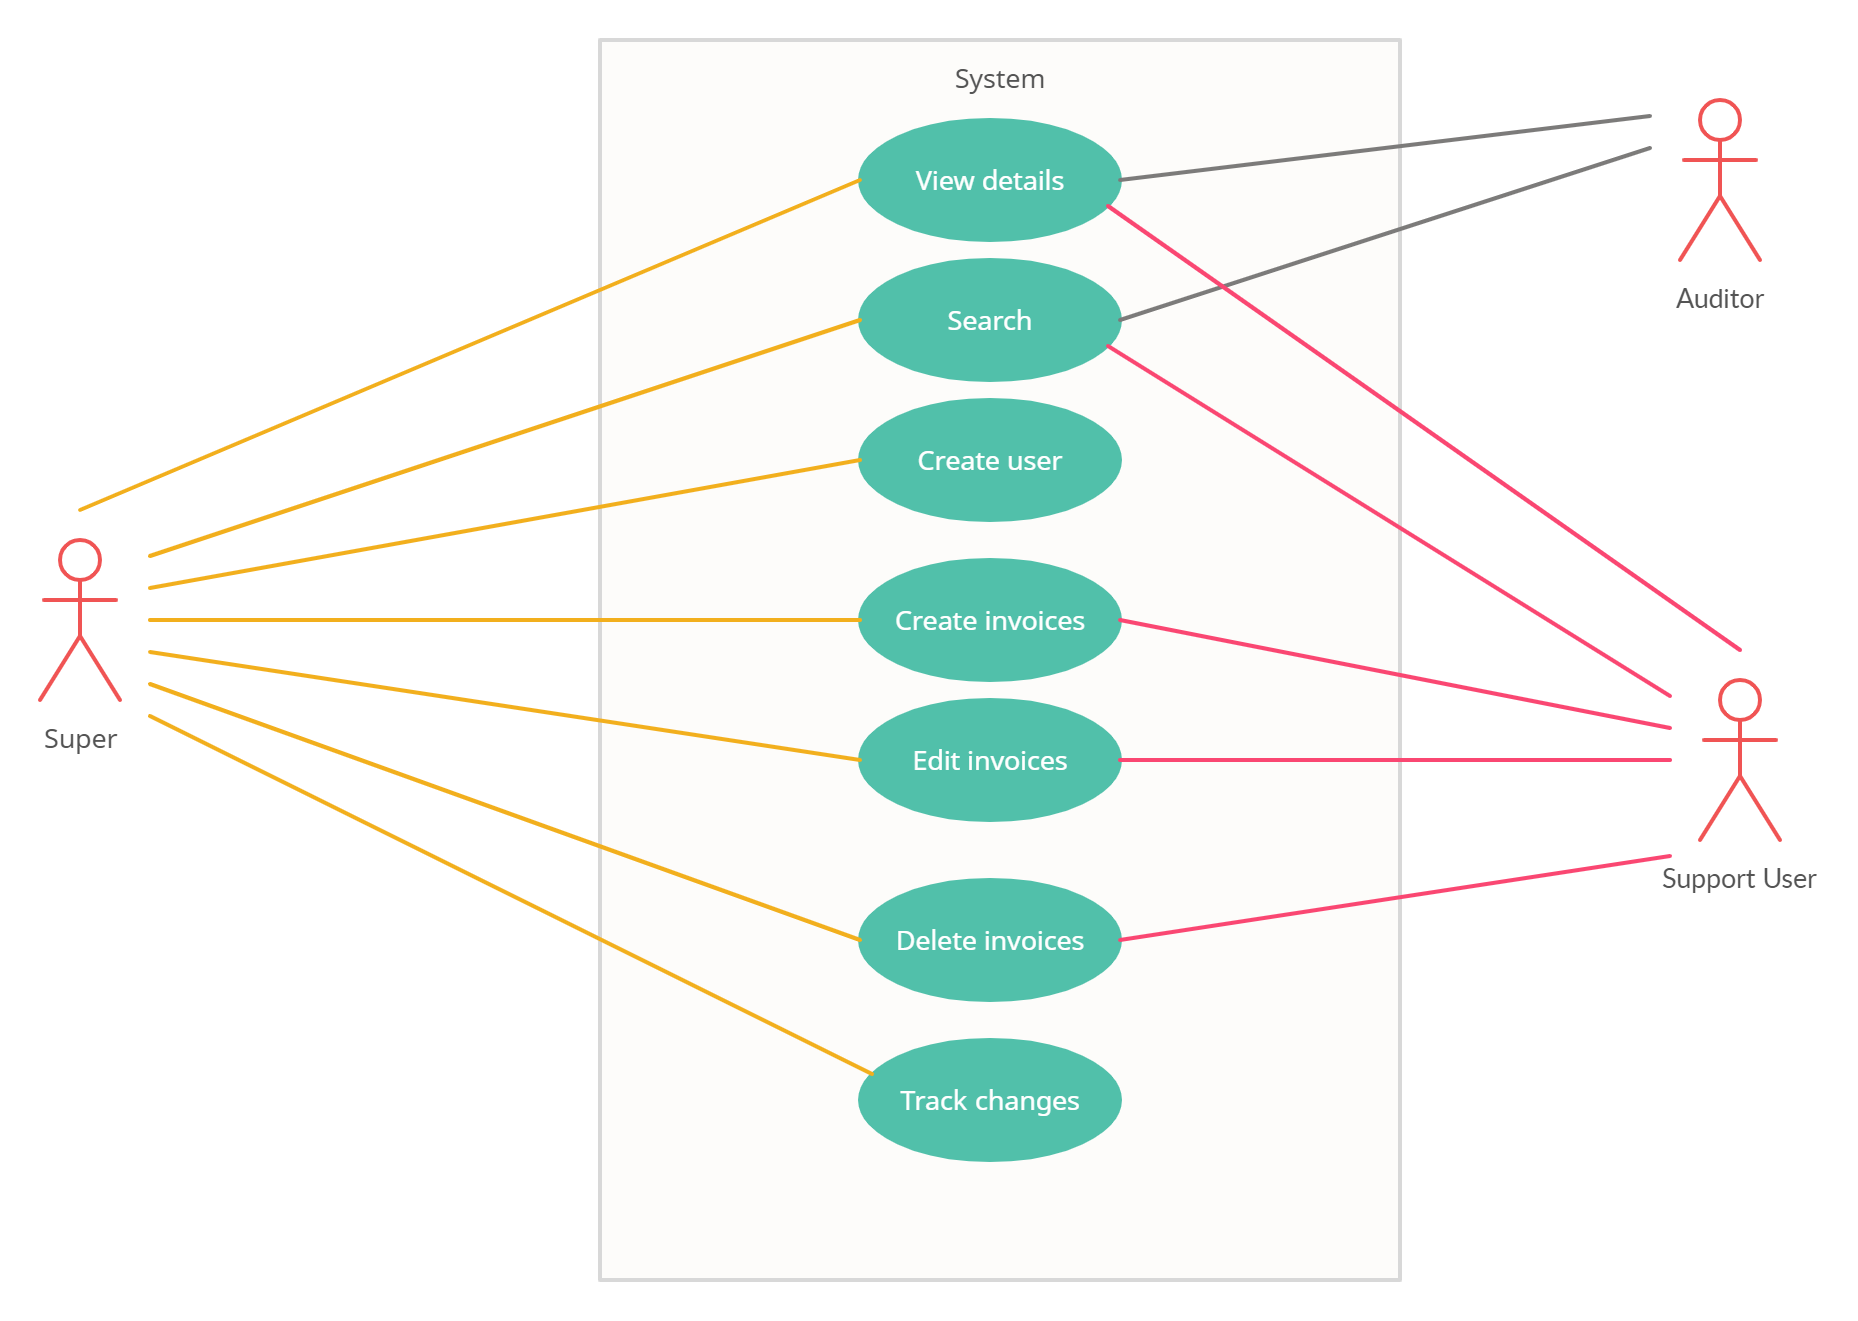 System
View details
Search
Create user
Create invoices
Edit invoices
Delete invoices
Track changes
Super
Auditor
Support User